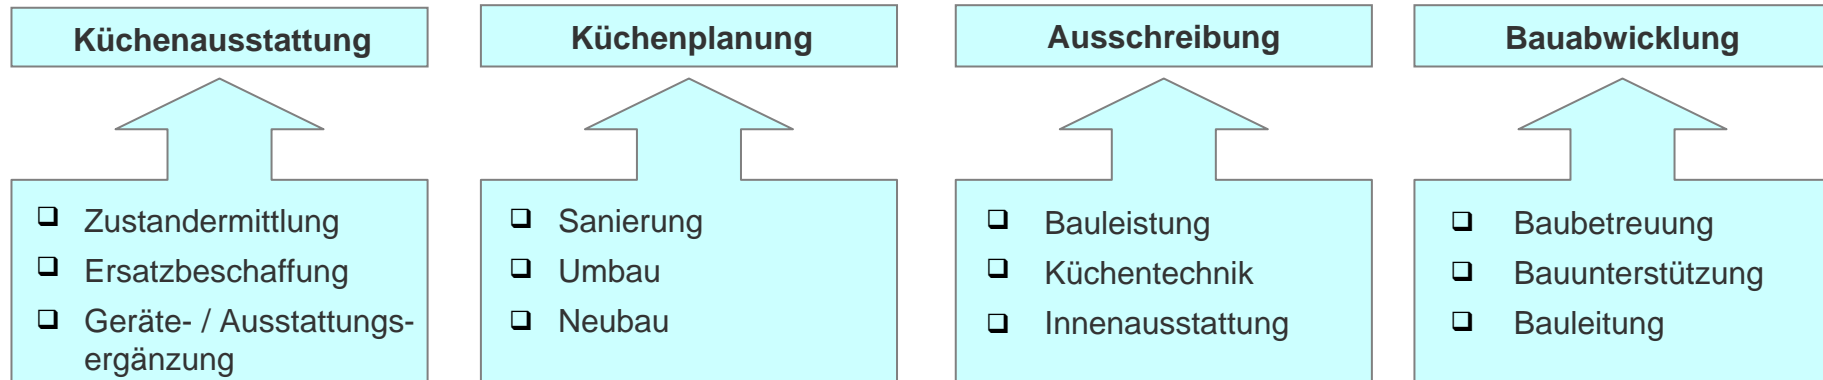 Küchenausstattung
Zustandermittlung
Ersatzbeschaffung
Geräte- / Ausstattungs-
ergänzung
Küchenplanung
Sanierung
Umbau
Neubau
Ausschreibung
Bauleistung
Küchentechnik
Innenausstattung
Bauabwicklung
Baubetreuung
Bauunterstützung
Bauleitung